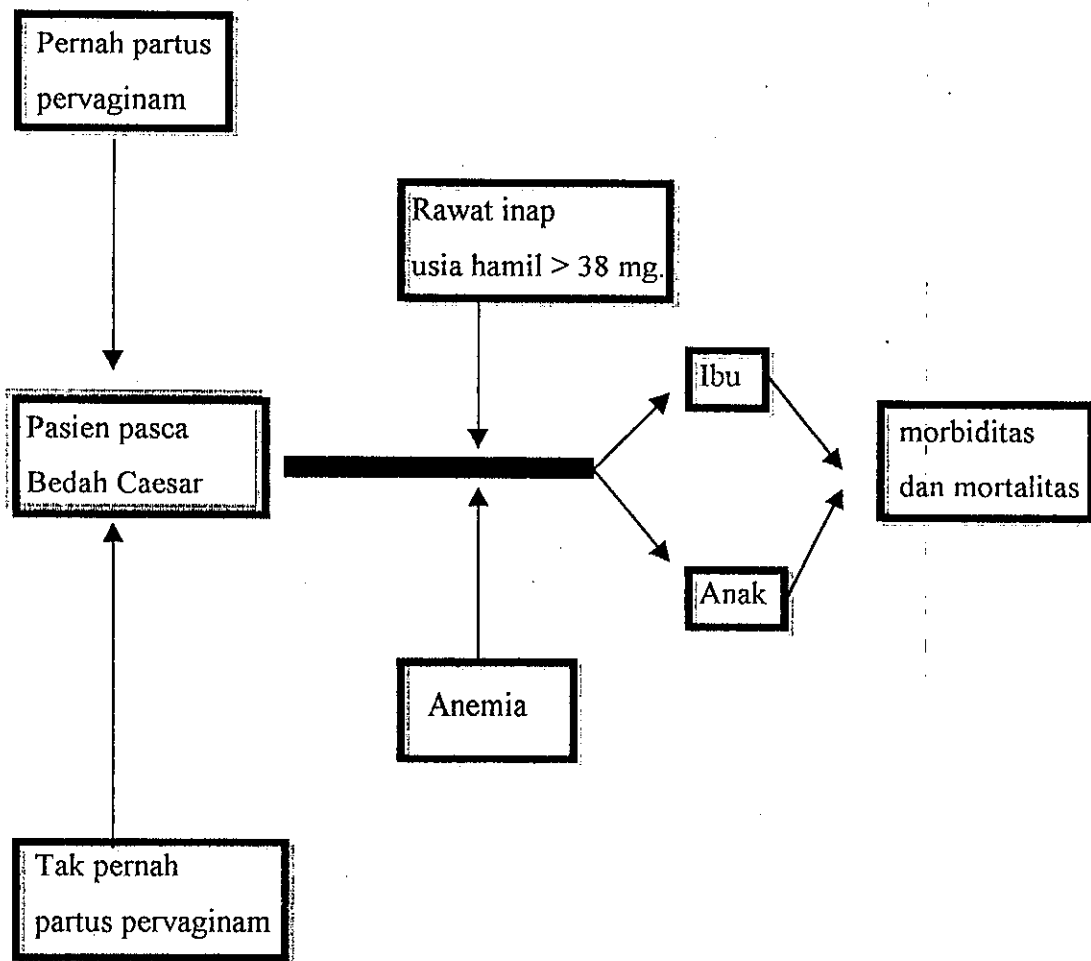 Pernah partus
pervaginam
Rawat inap
usia hamil > 38 mg.
Pasien pasca
Bedah Caesar
Ibu
Anak
morbiditas
dan mortalitas
Anemia
Tak pernah
partus pervaginam